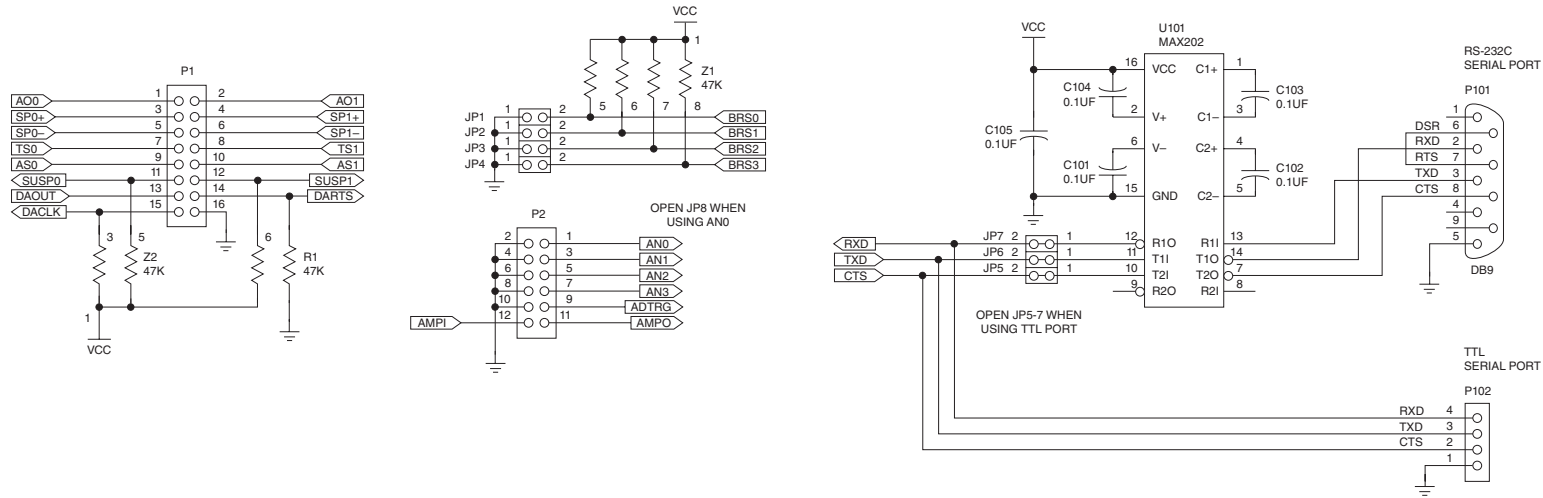 P1
1 2
AO0 AO1
3 4
SP0+ SP1+
5 6
SP0– SP1–
7 8
TS0 TS1
9 10
AS0 AS1
11 12
SUSP0 SUSP1
13 14
DAOUT DARTS
15 16
DACLK
3 5 6
Z2
47K
R1
47K
1
VCC
VCC
1
Z1
47K
5 6 7 8
JP1 1 2 BRS0
JP2 1 2 BRS1
JP3 1 2 BRS2
JP4 1 2 BRS3
OPEN JP8 WHEN
USING AN0
P2
2 1 AN0
4 3 AN1
6 5 AN2
8 7 AN3
10 9 ADTRG
AMPI 12 11 AMPO
VCC
U101
MAX202
16 VCC C1+ 1
C104
0.1UF
C103
0.1UF
2 V+ C1– 3
C105
0.1UF
6 V– C2+ 4
C101
0.1UF
C102
0.1UF
15 GND C2– 5
RXD JP7 2 1 12 R1O R1I 13
TXD JP6 2 1 11 T1I T1O 14
CTS JP5 2 1 10 T2I T2O 7
9 R2O R2I 8
OPEN JP5-7 WHEN
USING TTL PORT
RS-232C
SERIAL PORT
P101
1
DSR 6
RXD 2
RTS 7
TXD 3
CTS 8
4
9
5
DB9
TTL
SERIAL PORT
P102
RXD 4
TXD 3
CTS 2
1